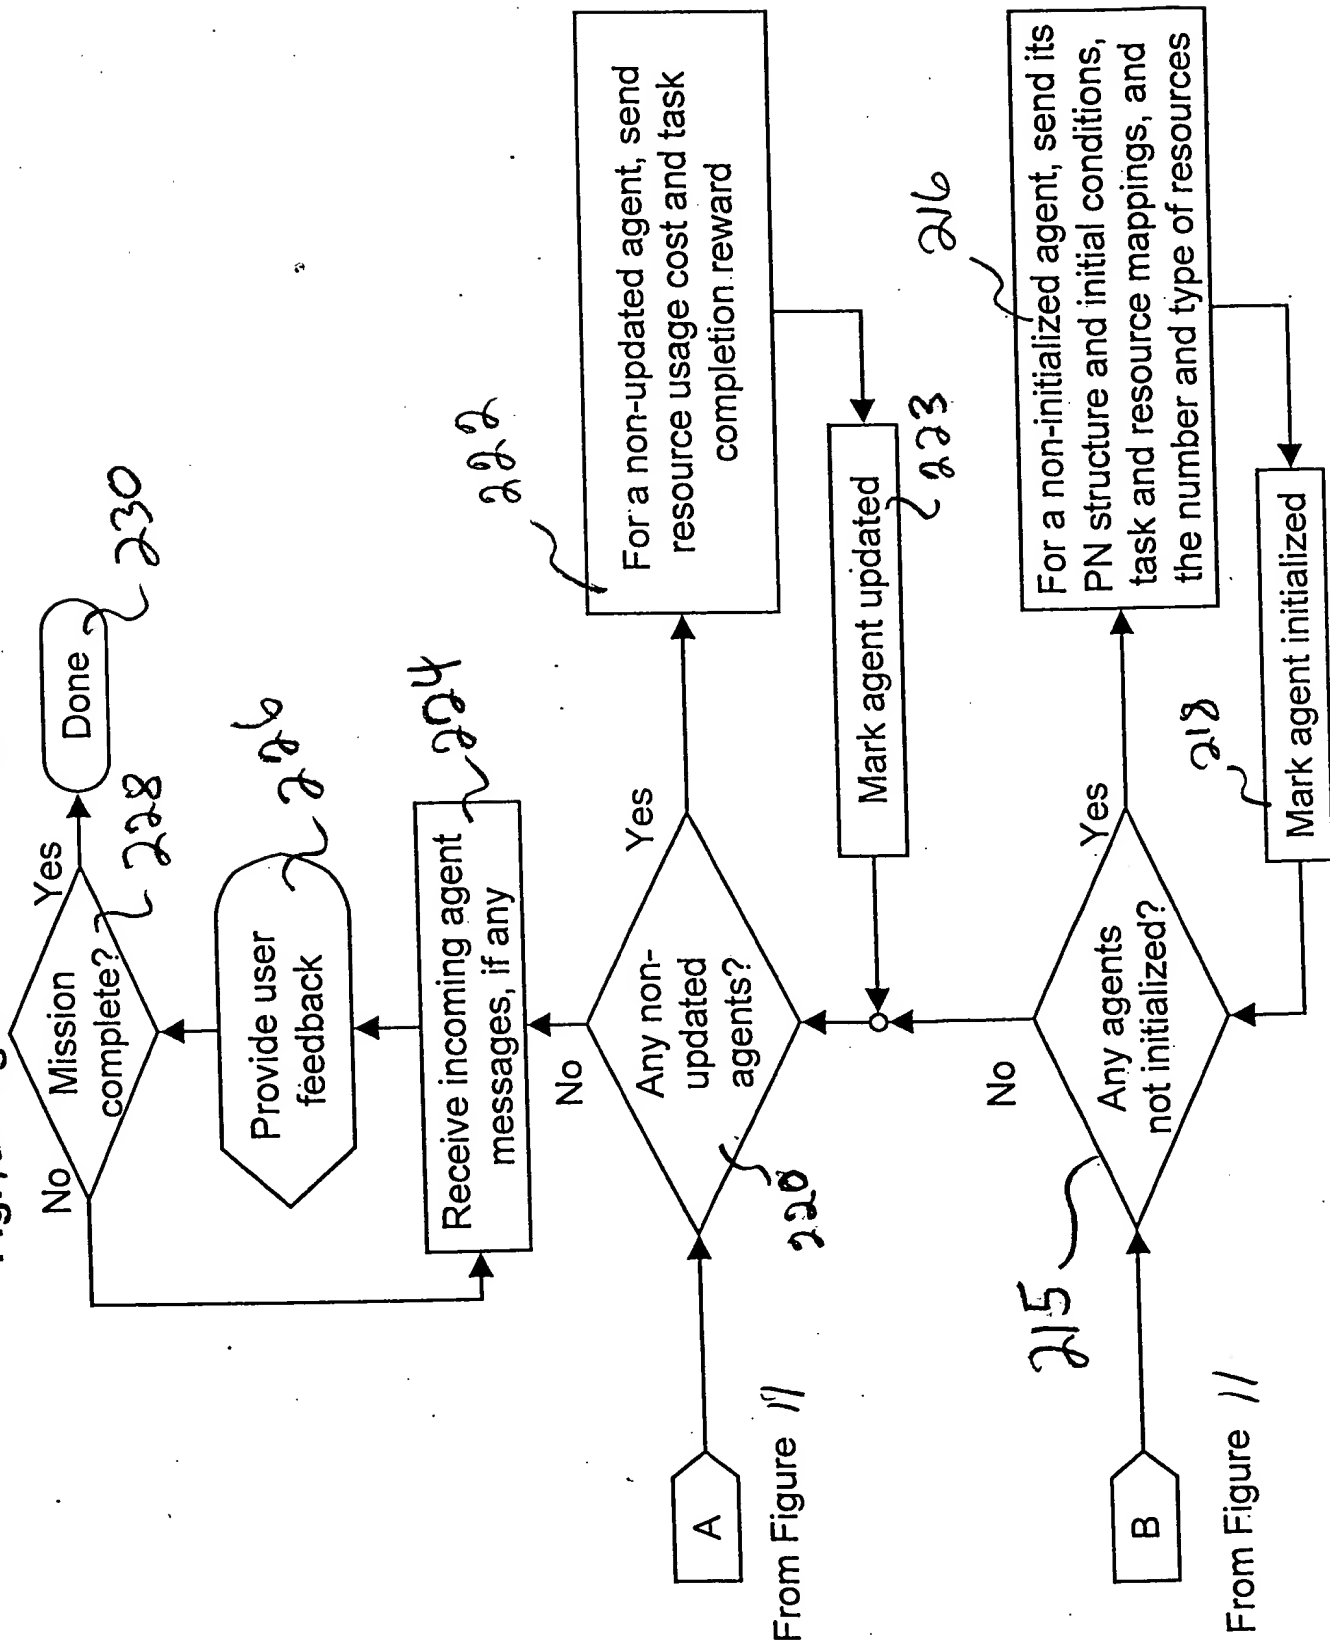 No
Mission
complete?
Yes
228
Done
230
Provide user
feedback
226
Receive incoming agent
messages, if any
224
No
Any non-
updated
agents?
Yes
220
222
For a non-updated agent, send
resource usage cost and task
completion reward
A
From Figure 11
Mark agent updated
223
No
215
Any agents
not initialized?
Yes
216
For a non-initialized agent, send its
PN structure and initial conditions,
task and resource mappings, and
the number and type of resources
B
From Figure 11
218
Mark agent initialized